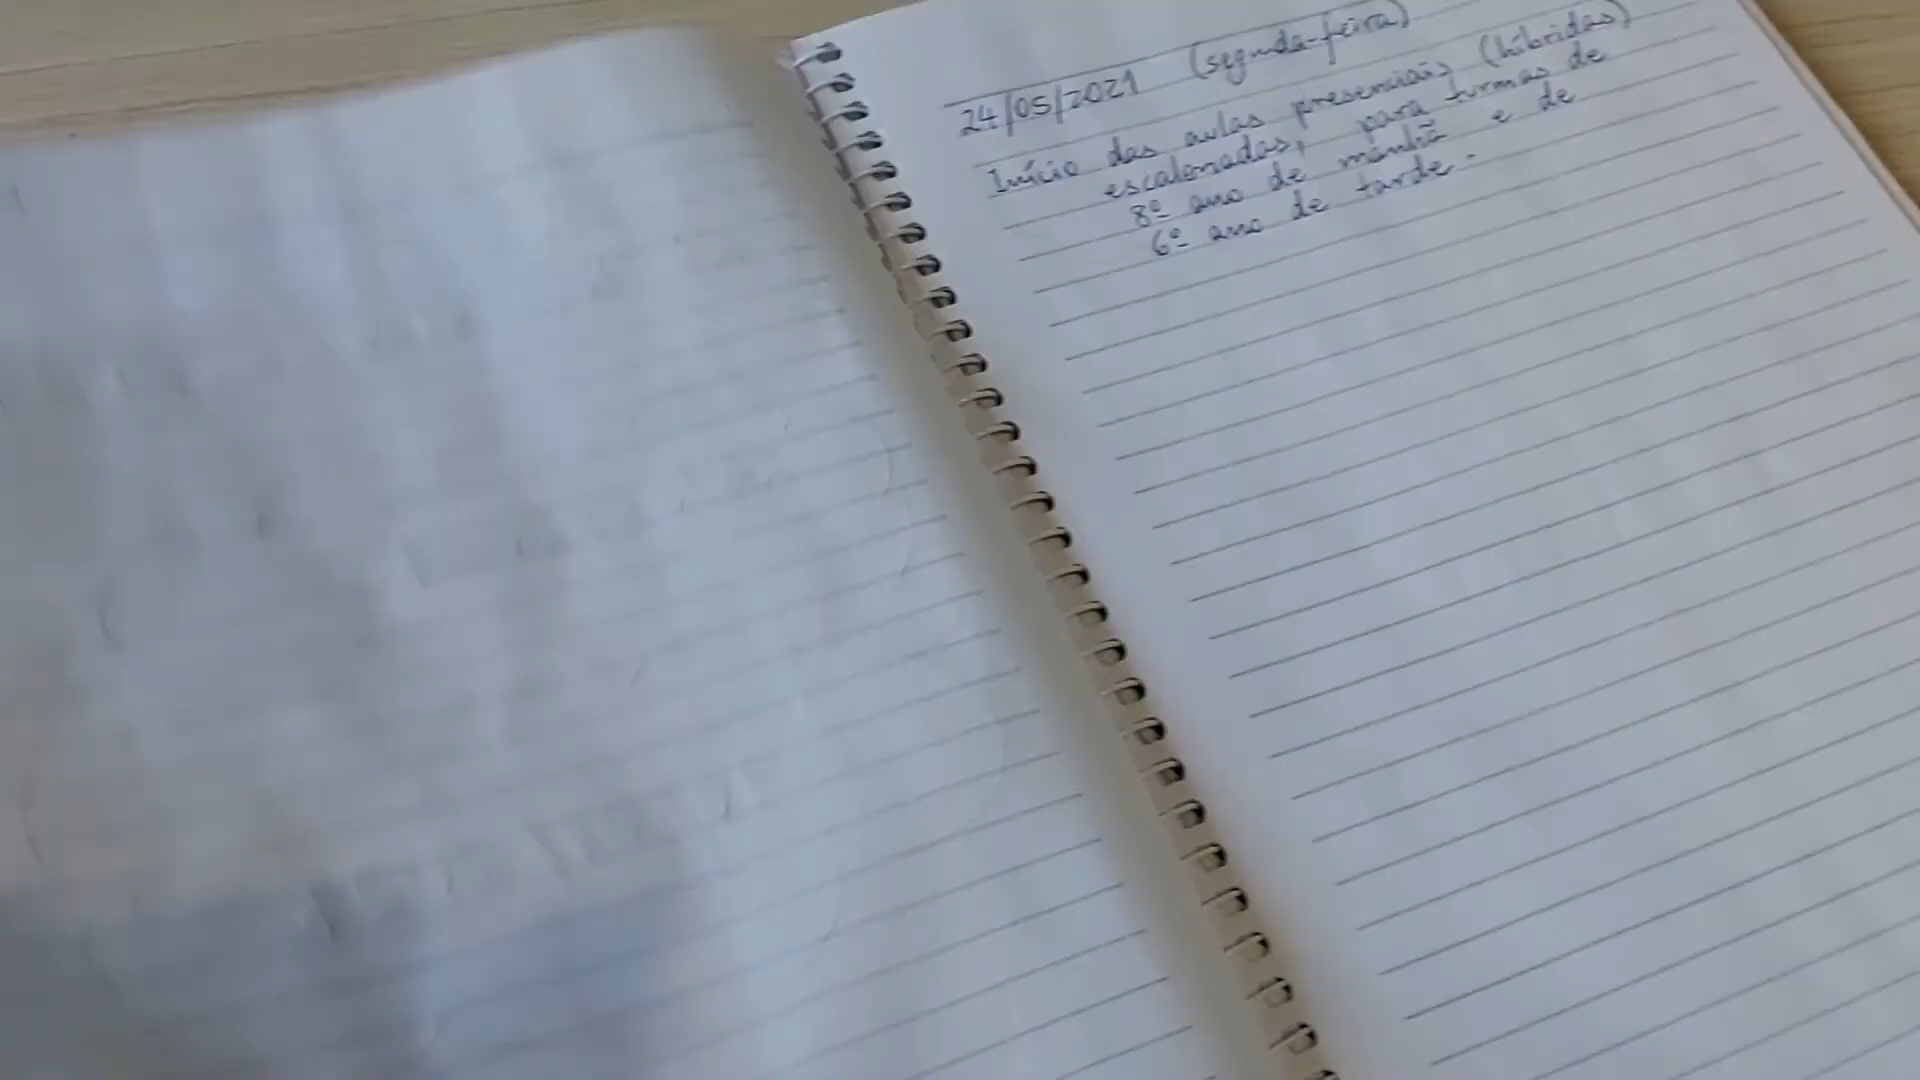 24/05/2021 (segunda-feira)
Início das aulas presenciais (híbridas)
escalonadas, para turmas de
8º ano de manhã e de
6º ano de tarde.